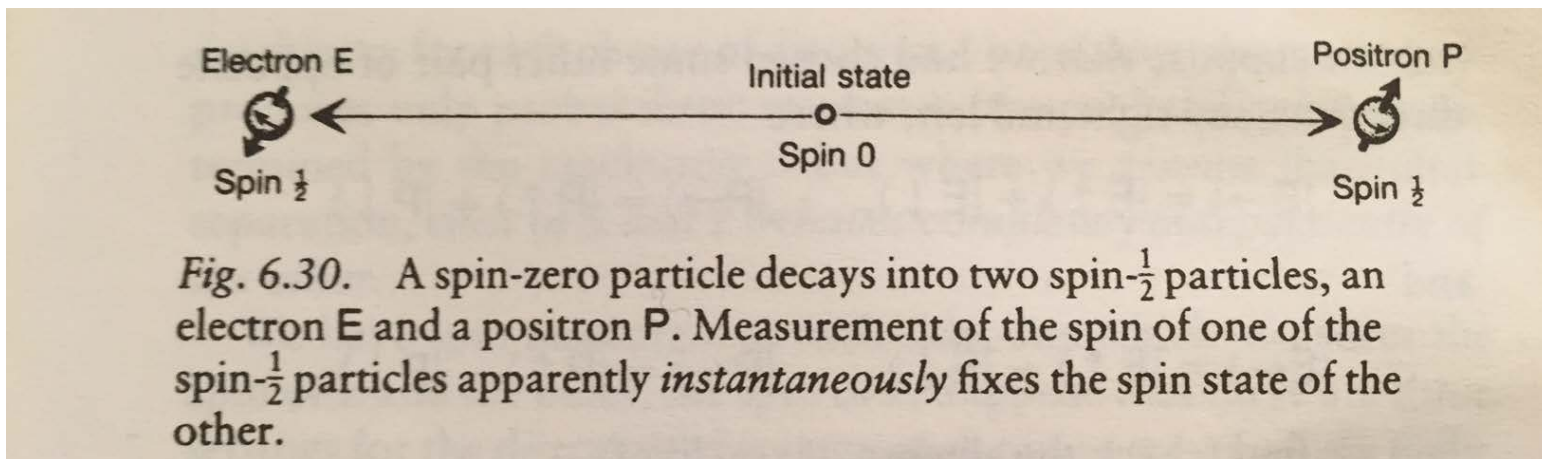 Electron E
Initial state
Positron P
Spin 0
Spin ½
Spin ½
Fig. 6.30. A spin-zero particle decays into two spin-½ particles, an
electron E and a positron P. Measurement of the spin of one of the
spin-½ particles apparently instantaneously fixes the spin state of the
other.